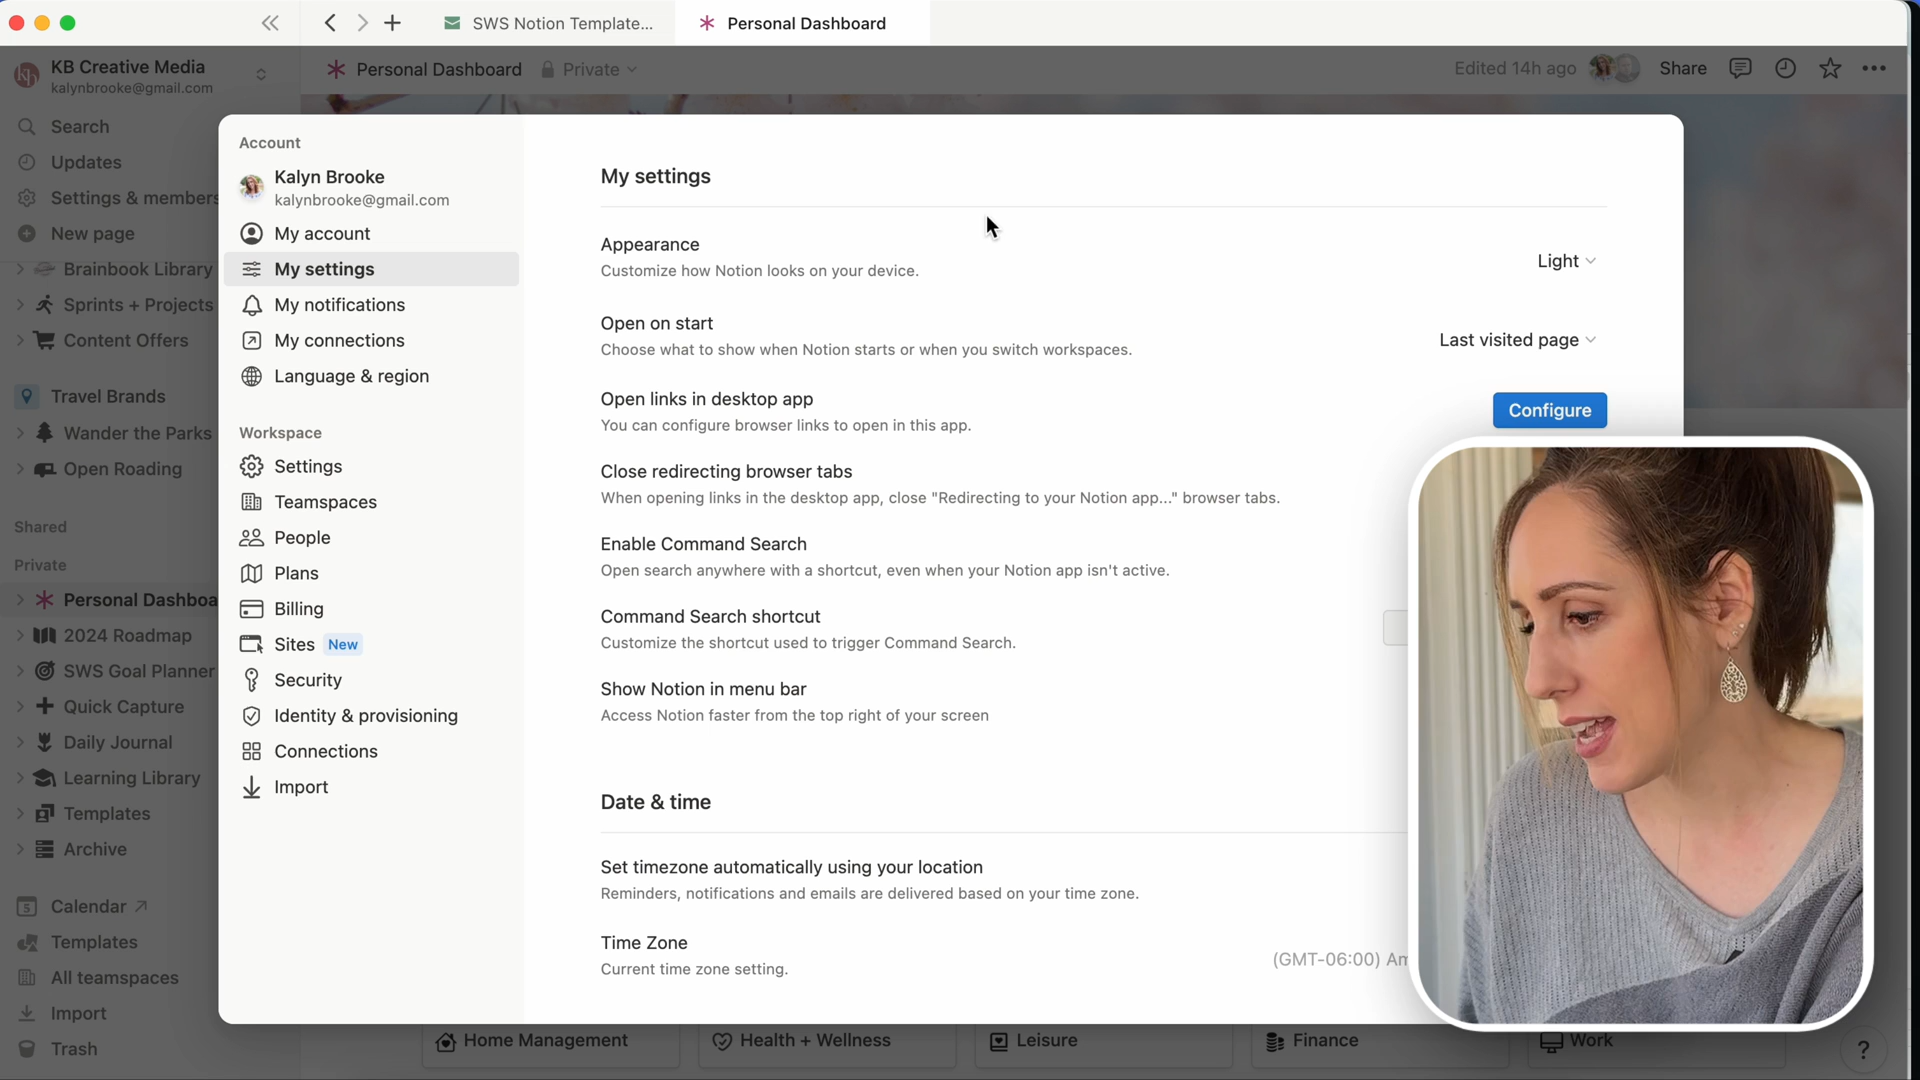 SWS Notion Template...
Personal Dashboard
KB Creative Media
kalynbrooke@gmail.com
Personal Dashboard
Private
Edited 14h ago
Share
Search
Updates
Settings & members
New page
Brainbook Library
Sprints + Projects
Content Offers
Travel Brands
Wander the Parks
Open Roading
Shared
Private
Personal Dashboa
2024 Roadmap
SWS Goal Planner
Quick Capture
Daily Journal
Learning Library
Templates
Archive
Calendar ↗
Templates
All teamspaces
Import
Trash
Account
Kalyn Brooke
kalynbrooke@gmail.com
My account
My settings
My notifications
My connections
Language & region
Workspace
Settings
Teamspaces
People
Plans
Billing
Sites New
Security
Identity & provisioning
Connections
Import
My settings
Appearance
Customize how Notion looks on your device.
Light
Open on start
Choose what to show when Notion starts or when you switch workspaces.
Last visited page
Open links in desktop app
You can configure browser links to open in this app.
Configure
Close redirecting browser tabs
When opening links in the desktop app, close "Redirecting to your Notion app..." browser tabs.
Enable Command Search
Open search anywhere with a shortcut, even when your Notion app isn't active.
Command Search shortcut
Customize the shortcut used to trigger Command Search.
Show Notion in menu bar
Access Notion faster from the top right of your screen
Date & time
Set timezone automatically using your location
Reminders, notifications and emails are delivered based on your time zone.
Time Zone
Current time zone setting.
(GMT-06:00) Am
Home Management
Health + Wellness
Leisure
Finance
Work
?